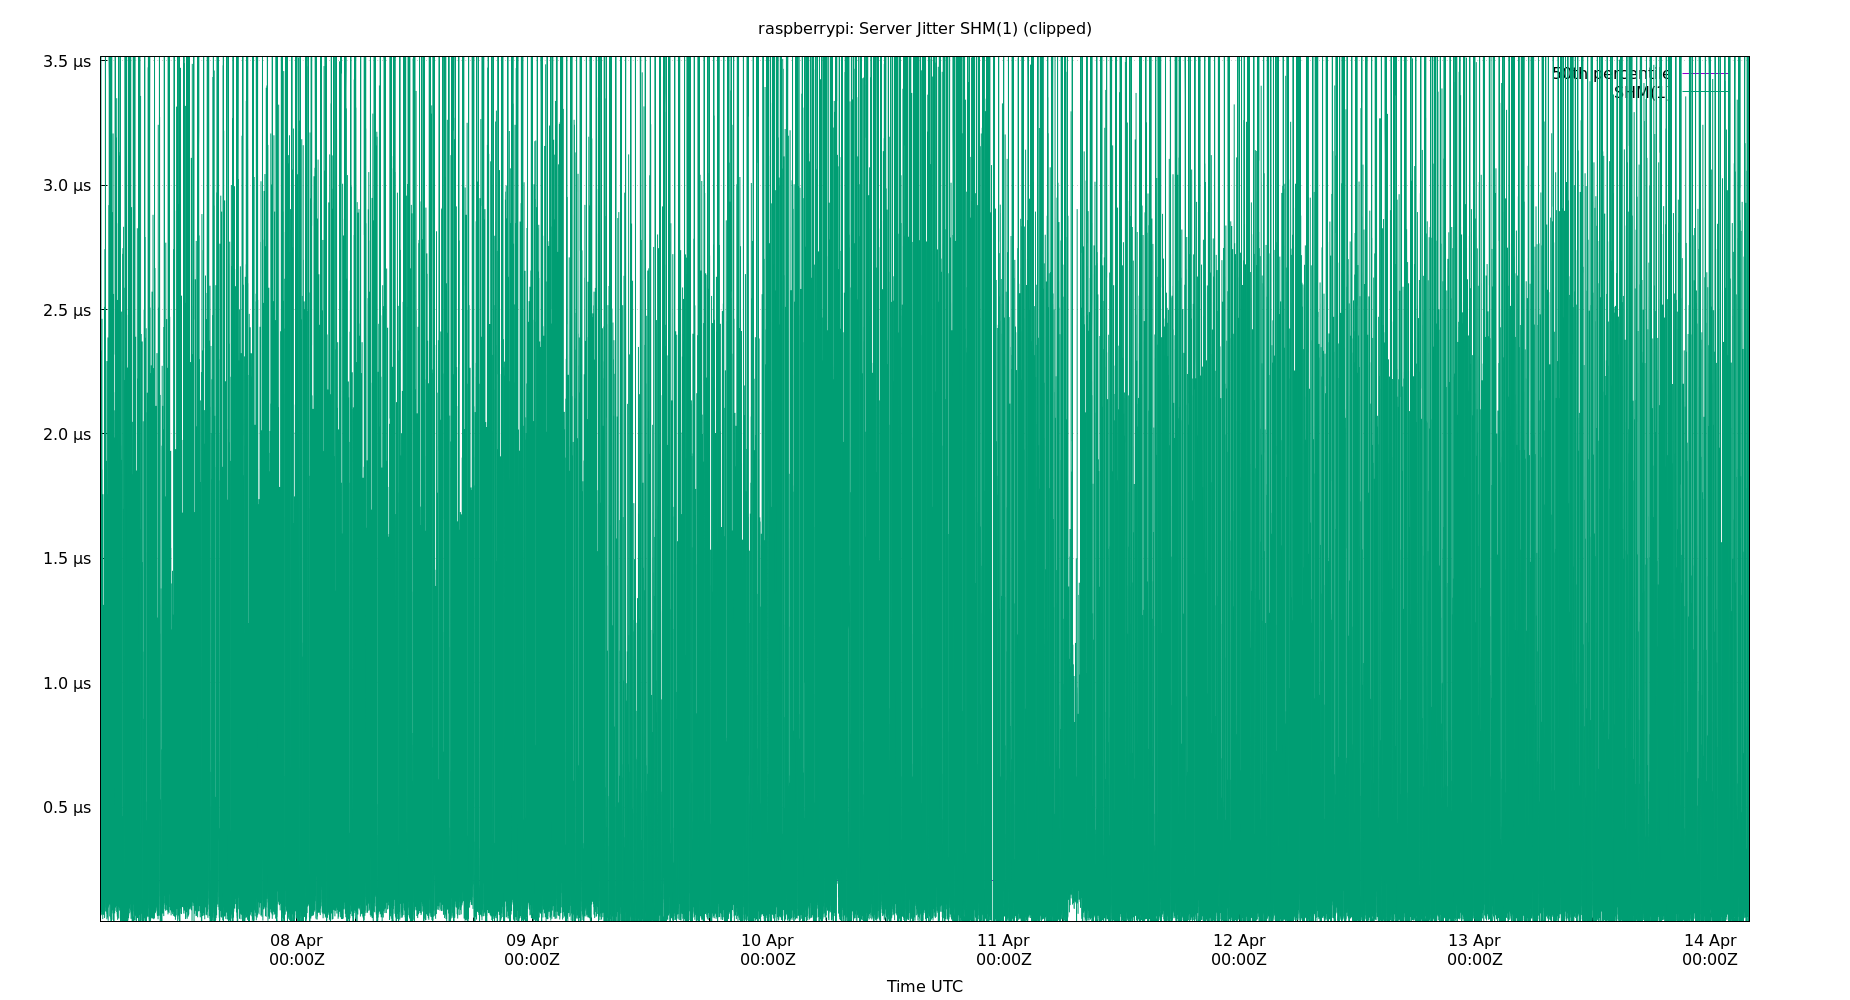 raspberrypi: Server Jitter SHM(1) (clipped)
3.5 µs
50th percentile
SHM(1)
3.0 µs
2.5 µs
2.0 µs
1.5 µs
1.0 µs
0.5 µs
08 Apr 09 Apr 10 Apr 11 Apr 12 Apr 13 Apr 14 Apr
00:00Z 00:00Z 00:00Z 00:00Z 00:00Z 00:00Z 00:00Z
Time UTC